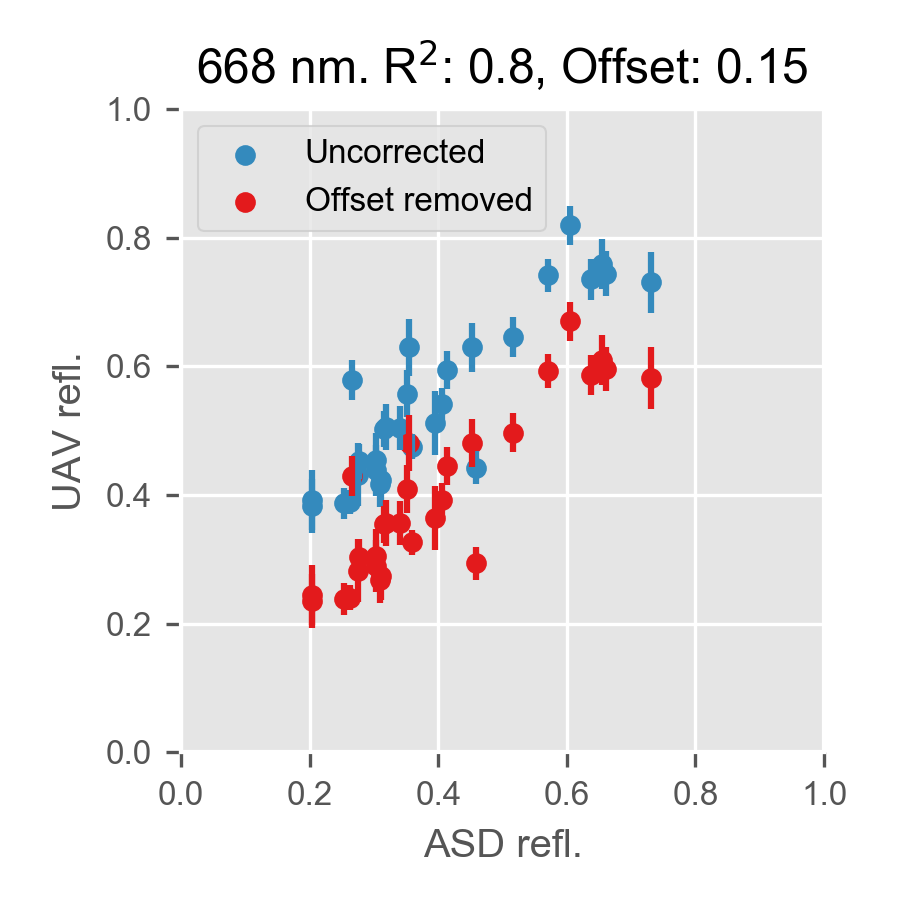 668 nm. R²: 0.8, Offset: 0.15
Uncorrected
Offset removed
1.0
0.8
0.6
0.4
0.2
0.0
UAV refl.
0.0 0.2 0.4 0.6 0.8 1.0
ASD refl.